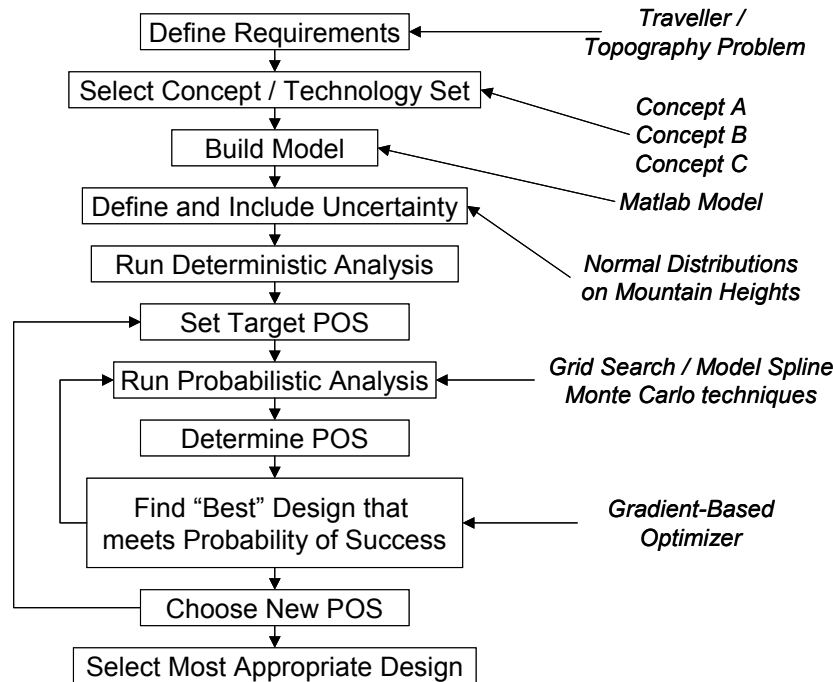 Define Requirements
Traveller /
Topography Problem
Select Concept / Technology Set
Concept A
Concept B
Concept C
Build Model
Matlab Model
Define and Include Uncertainty
Normal Distributions
on Mountain Heights
Run Deterministic Analysis
Set Target POS
Run Probabilistic Analysis
Grid Search / Model Spline
Monte Carlo techniques
Determine POS
Find “Best” Design that
meets Probability of Success
Gradient-Based
Optimizer
Choose New POS
Select Most Appropriate Design